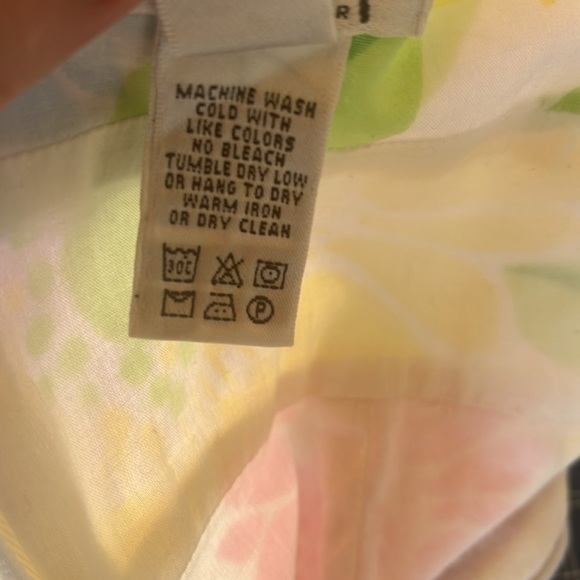 R
MACHINE WASH
COLD WITH
LIKE COLORS
NO BLEACH
TUMBLE DRY LOW
OR HANG TO DRY
WARM IRON
OR DRY CLEAN
30C
P